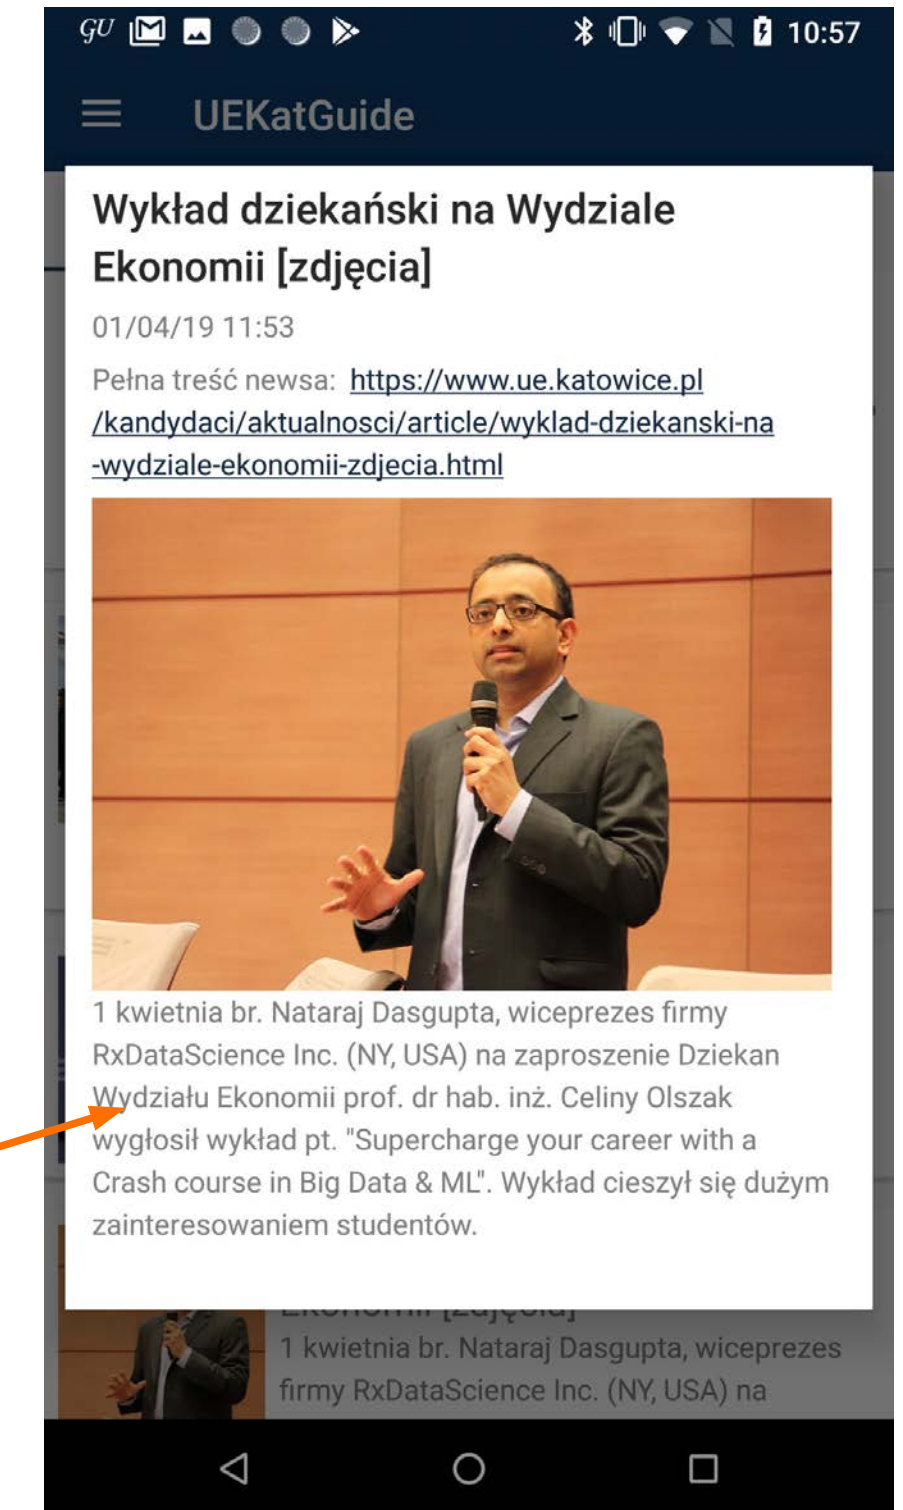 GU 10:57
UEKatGuide
Wykład dziekański na Wydziale
Ekonomii [zdjęcia]
01/04/19 11:53
Pełna treść newsa: https://www.ue.katowice.pl
/kandydaci/aktualnosci/article/wyklad-dziekanski-na
-wydziale-ekonomii-zdjecia.html
1 kwietnia br. Nataraj Dasgupta, wiceprezes firmy
RxDataScience Inc. (NY, USA) na zaproszenie Dziekan
Wydziału Ekonomii prof. dr hab. inż. Celiny Olszak
wygłosił wykład pt. "Supercharge your career with a
Crash course in Big Data & ML". Wykład cieszył się dużym
zainteresowaniem studentów.
Ekonomii [zdjęcia]
1 kwietnia br. Nataraj Dasgupta, wiceprezes
firmy RxDataScience Inc. (NY, USA) na